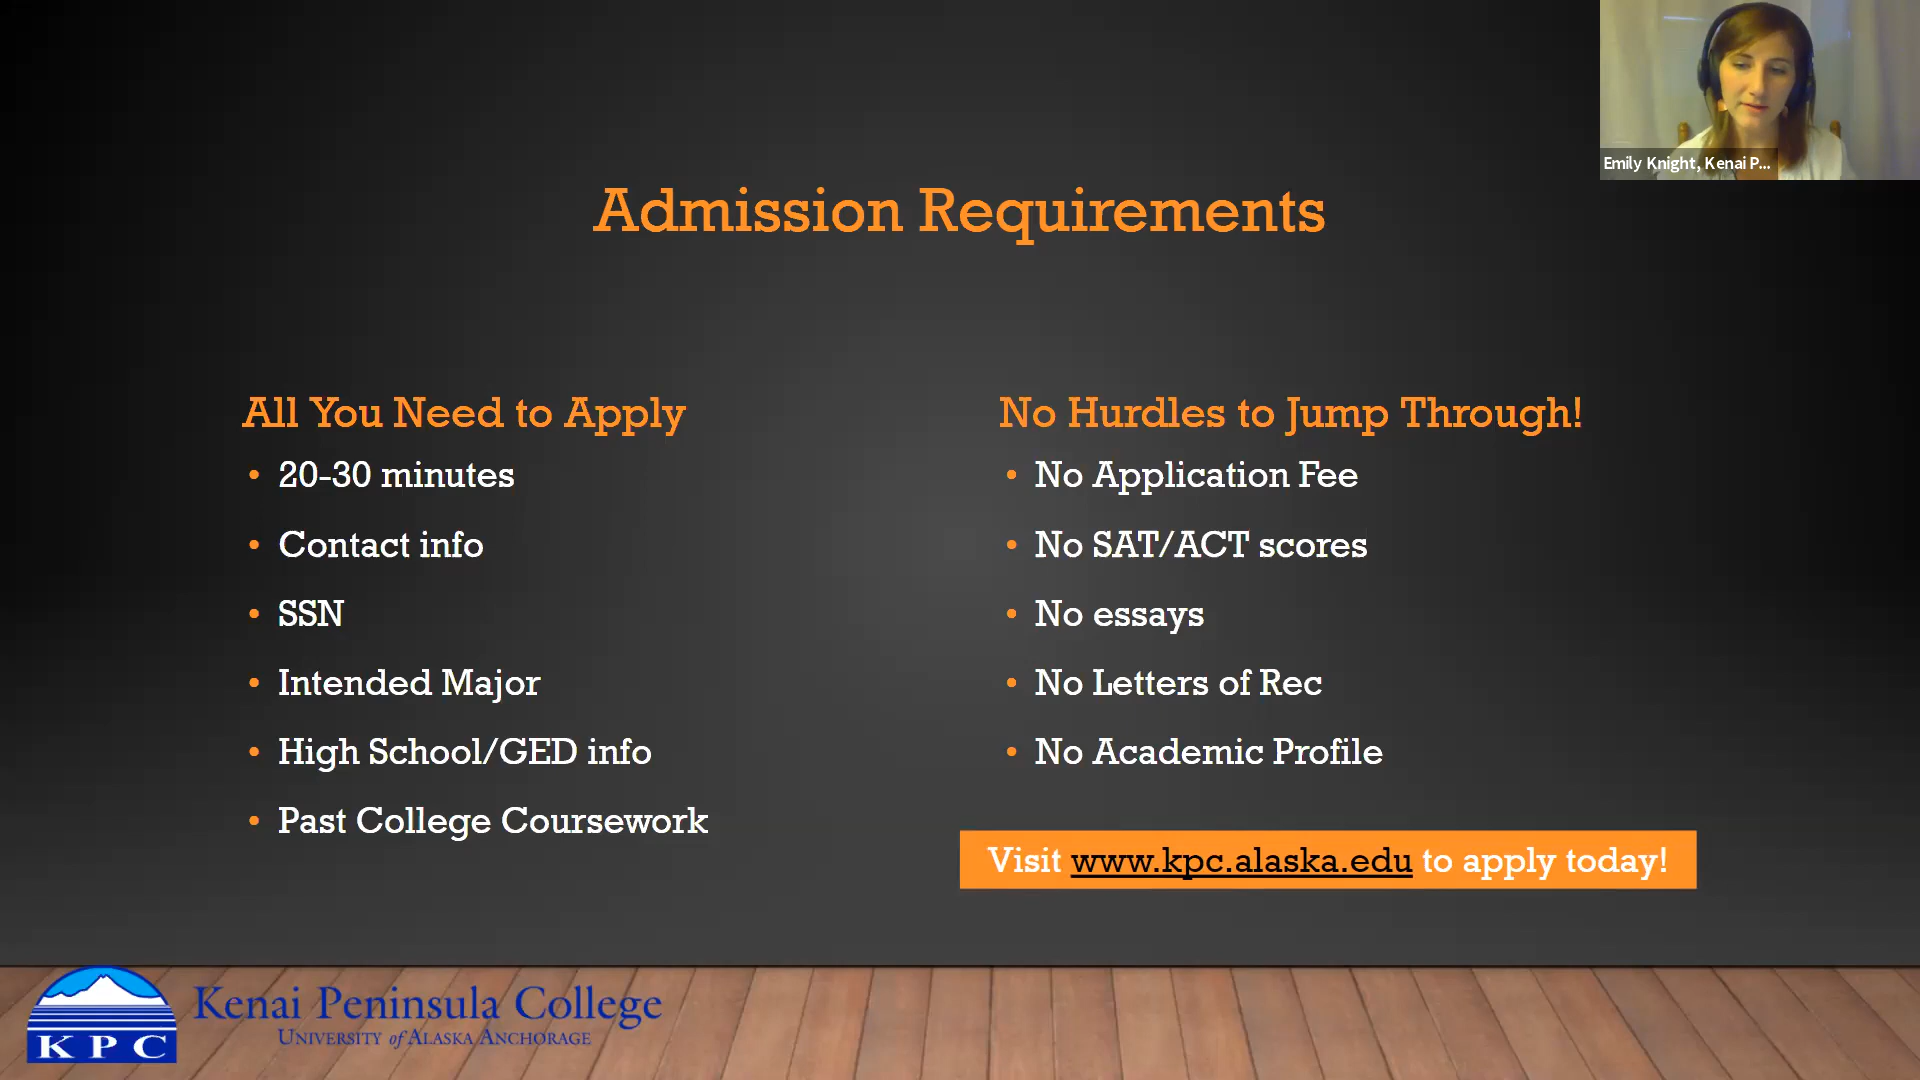 Emily Knight, Kenai P...
Admission Requirements
All You Need to Apply
• 20-30 minutes
• Contact info
• SSN
• Intended Major
• High School/GED info
• Past College Coursework
No Hurdles to Jump Through!
• No Application Fee
• No SAT/ACT scores
• No essays
• No Letters of Rec
• No Academic Profile
Visit www.kpc.alaska.edu to apply today!
KPC
Kenai Peninsula College
UNIVERSITY of ALASKA ANCHORAGE